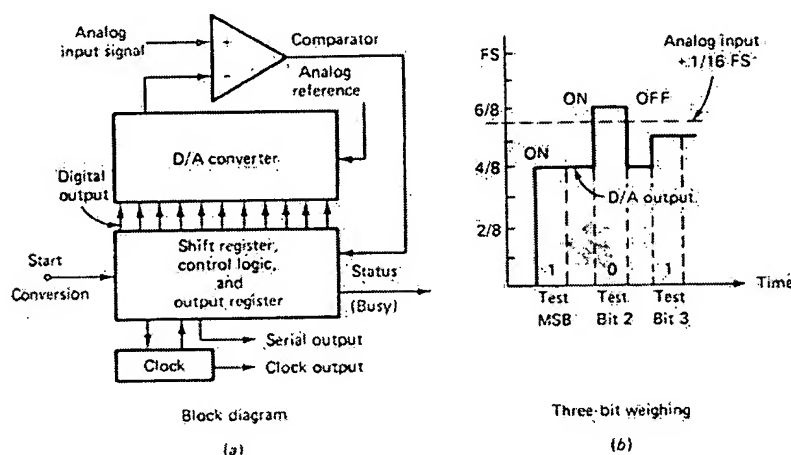 Analog
input signal
+
−
Comparator
Analog
reference
D/A converter
Digital
output
Shift register,
control logic,
and
output register
Start
Conversion
Status
(Busy)
Clock
Serial output
Clock output
Block diagram
(a)
FS
6/8
4/8
2/8
ON
ON
OFF
Analog input
+ 1/16 FS
D/A output
1
0
1
Time
Test
MSB
Test
Bit 2
Test
Bit 3
Three-bit weighing
(b)